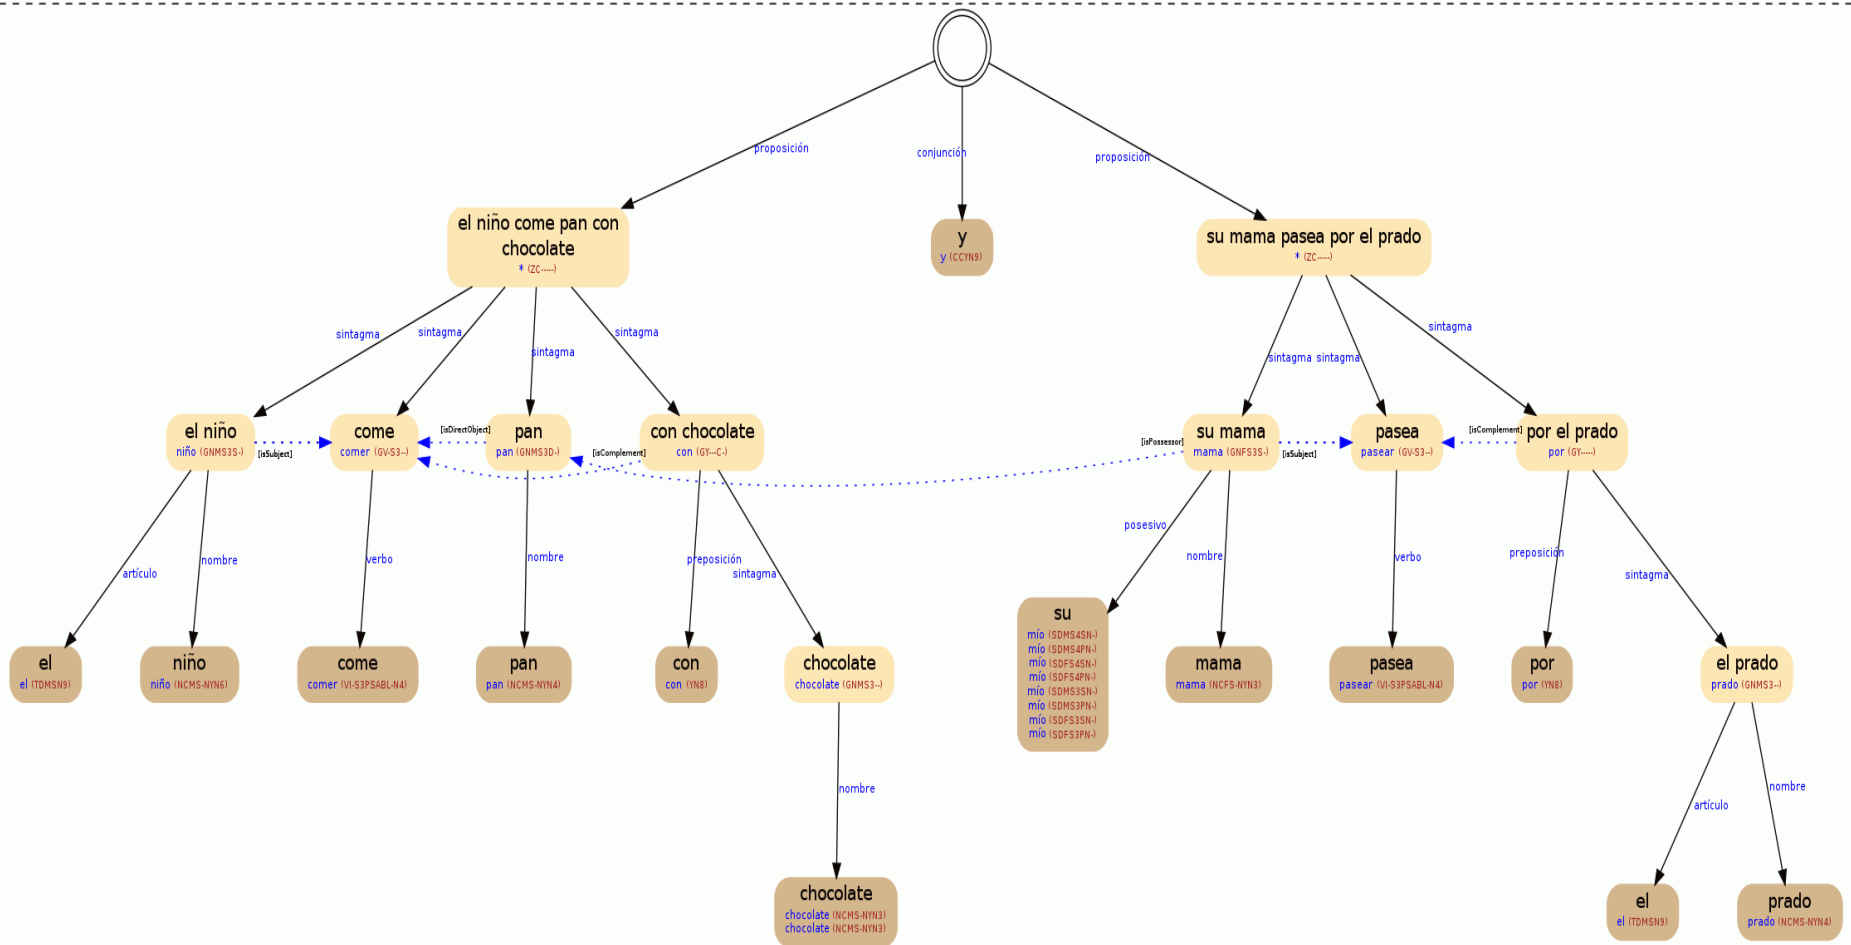 proposición
conjunción
proposición
el niño come pan con
chocolate
* (ZC-----)
y
y (CCYN9)
su mama pasea por el prado
* (ZC-----)
sintagma
sintagma
sintagma
sintagma
sintagma
sintagma
sintagma
el niño
niño (GNMS3S-)
[isSubject]
come
comer (GV-S3--)
[isDirectObject]
pan
pan (GNMS3D-)
[isComplement]
con chocolate
con (GY---C-)
[isPossessor]
su mama
mama (GNFS3S-)
[isSubject]
pasea
pasear (GV-S3--)
[isComplement]
por el prado
por (GY-----)
artículo
nombre
verbo
nombre
preposición
sintagma
posesivo
nombre
verbo
preposición
sintagma
el
el (TDMSN9)
niño
niño (NCMS-NYN6)
come
comer (VI-S3PSABL-N4)
pan
pan (NCMS-NYN4)
con
con (YN8)
chocolate
chocolate (GNMS3--)
su
mío (SDMS4SN-)
mío (SDMS4PN-)
mío (SDFS4SN-)
mío (SDFS4PN-)
mío (SDMS3SN-)
mío (SDMS3PN-)
mío (SDFS3SN-)
mío (SDFS3PN-)
mama
mama (NCFS-NYN3)
pasea
pasear (VI-S3PSABL-N4)
por
por (YN8)
el prado
prado (GNMS3--)
nombre
artículo
nombre
chocolate
chocolate (NCMS-NYN3)
chocolate (NCMS-NYN3)
el
el (TDMSN9)
prado
prado (NCMS-NYN4)